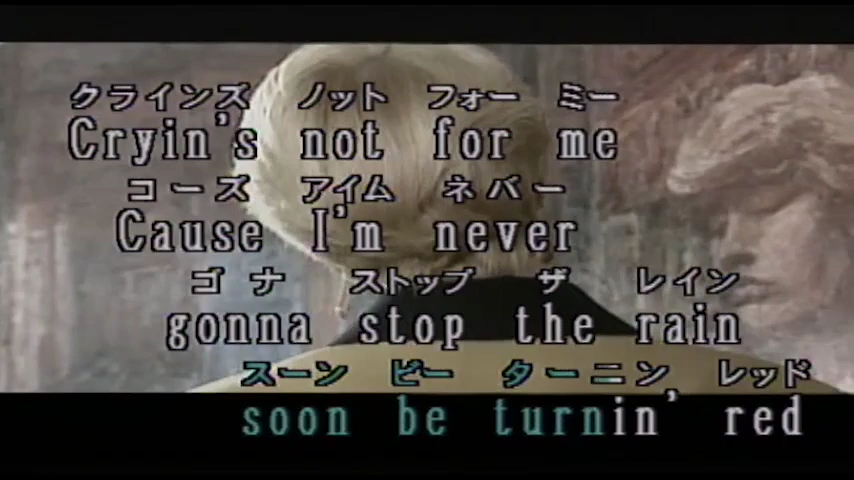 クラインズ ノット フォー ミー
Cryin's not for me
コーズ アイム ネバー
Cause I'm never
ゴナ ストップ ザ レイン
gonna stop the rain
スーン ビー ターニン レッド
soon be turnin' red